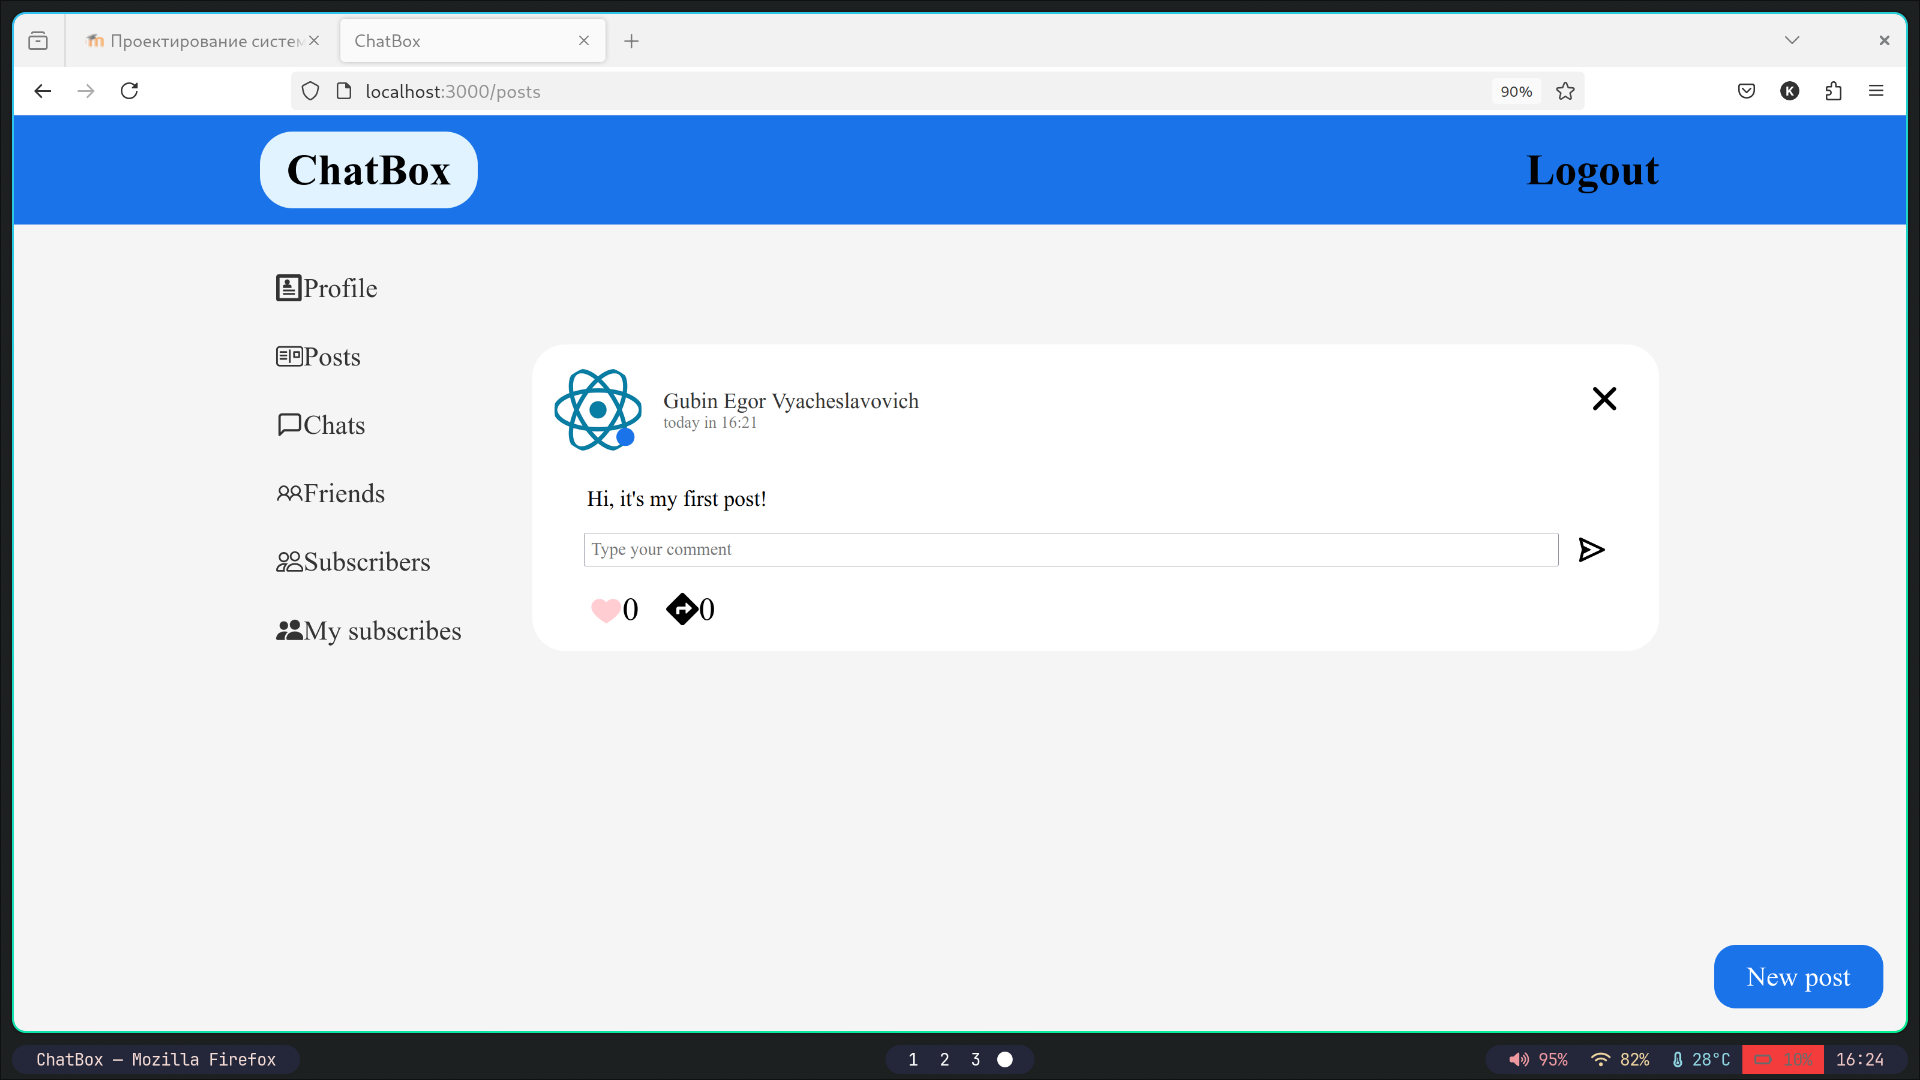 Проектирование систем
ChatBox
localhost:3000/posts
90%
K
ChatBox
Logout
Profile
Posts
Chats
Friends
Subscribers
My subscribes
Gubin Egor Vyacheslavovich
today in 16:21
Hi, it's my first post!
Type your comment
0
0
New post
ChatBox — Mozilla Firefox
1 2 3
95%
82%
28°C
10%
16:24